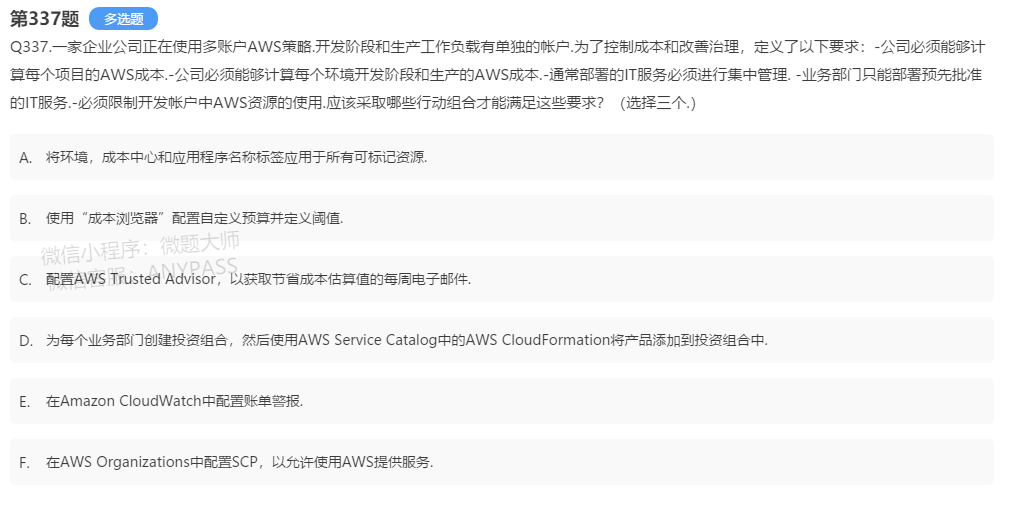 第337题 多选题
Q337.一家企业公司正在使用多账户AWS策略.开发阶段和生产工作负载有单独的帐户.为了控制成本和改善治理，定义了以下要求：-公司必须能够计
算每个项目的AWS成本.-公司必须能够计算每个环境开发阶段和生产的AWS成本.-通常部署的IT服务必须进行集中管理. -业务部门只能部署预先批准
的IT服务.-必须限制开发帐户中AWS资源的使用.应该采取哪些行动组合才能满足这些要求？（选择三个.）
A. 将环境，成本中心和应用程序名称标签应用于所有可标记资源.
B. 使用“成本浏览器”配置自定义预算并定义阈值.
微信小程序：微题大师
微信客服：ANYPASS
C. 配置AWS Trusted Advisor，以获取节省成本估算值的每周电子邮件.
D. 为每个业务部门创建投资组合，然后使用AWS Service Catalog中的AWS CloudFormation将产品添加到投资组合中.
E. 在Amazon CloudWatch中配置账单警报.
F. 在AWS Organizations中配置SCP，以允许使用AWS提供服务.